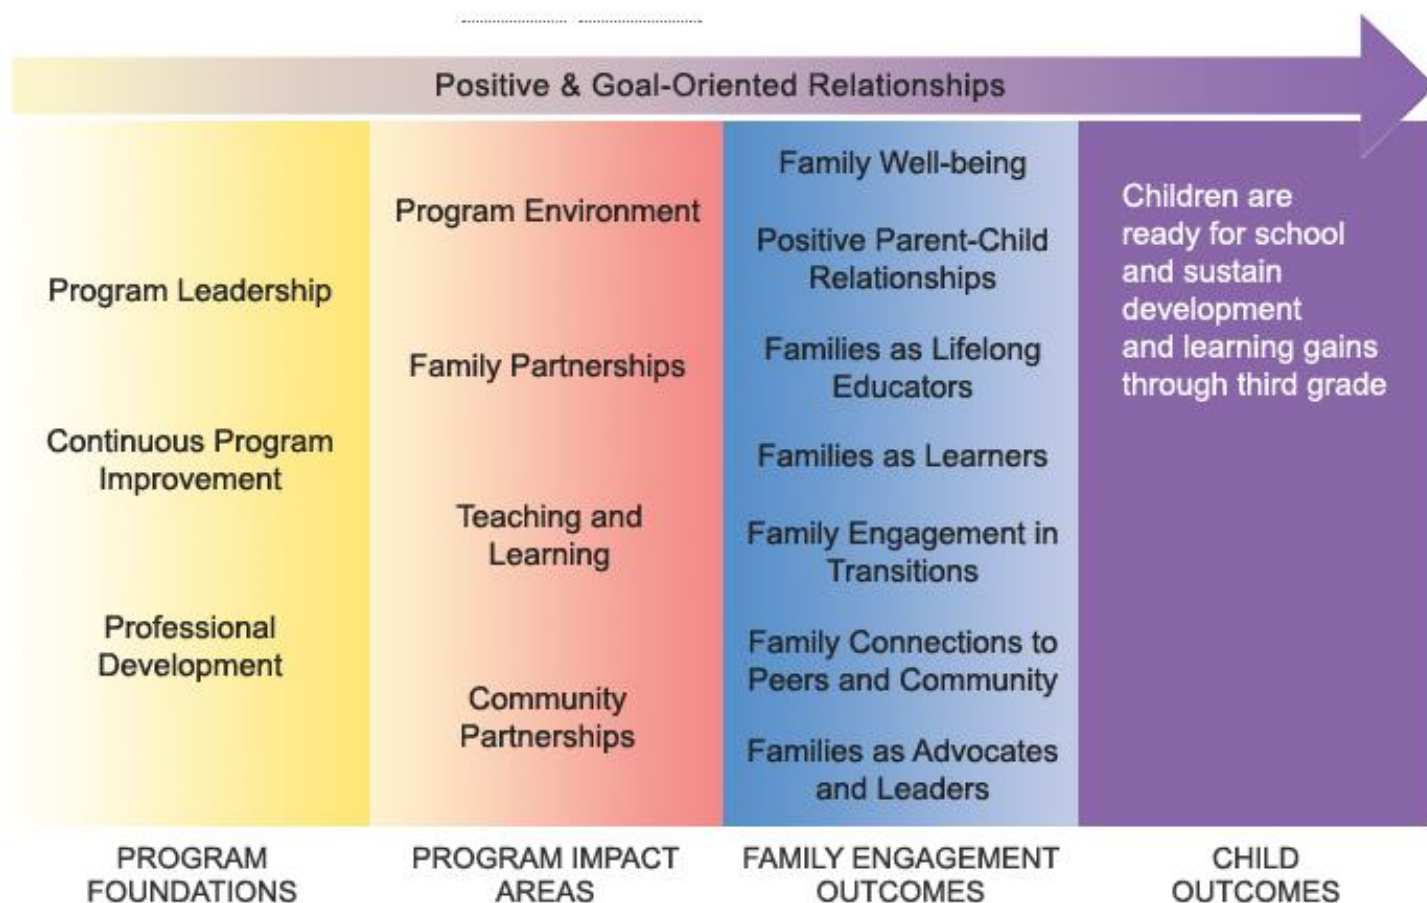 Positive & Goal-Oriented Relationships
Program Leadership
Continuous Program
Improvement
Professional
Development
PROGRAM
FOUNDATIONS
Program Environment
Family Partnerships
Teaching and
Learning
Community
Partnerships
PROGRAM IMPACT
AREAS
Family Well-being
Positive Parent-Child
Relationships
Families as Lifelong
Educators
Families as Learners
Family Engagement in
Transitions
Family Connections to
Peers and Community
Families as Advocates
and Leaders
FAMILY ENGAGEMENT
OUTCOMES
Children are
ready for school
and sustain
development
and learning gains
through third grade
CHILD
OUTCOMES